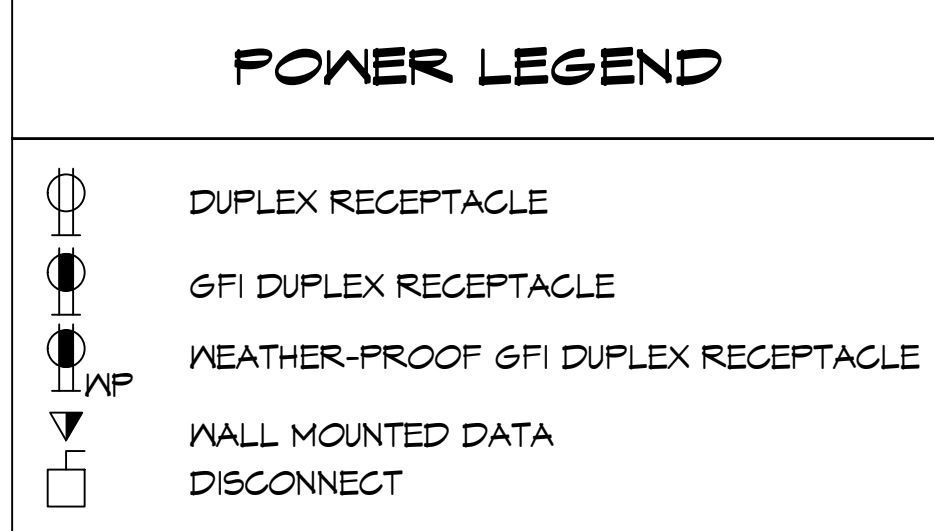 POWER LEGEND
DUPLEX RECEPTACLE
GFI DUPLEX RECEPTACLE
WP WEATHER-PROOF GFI DUPLEX RECEPTACLE
WALL MOUNTED DATA
DISCONNECT